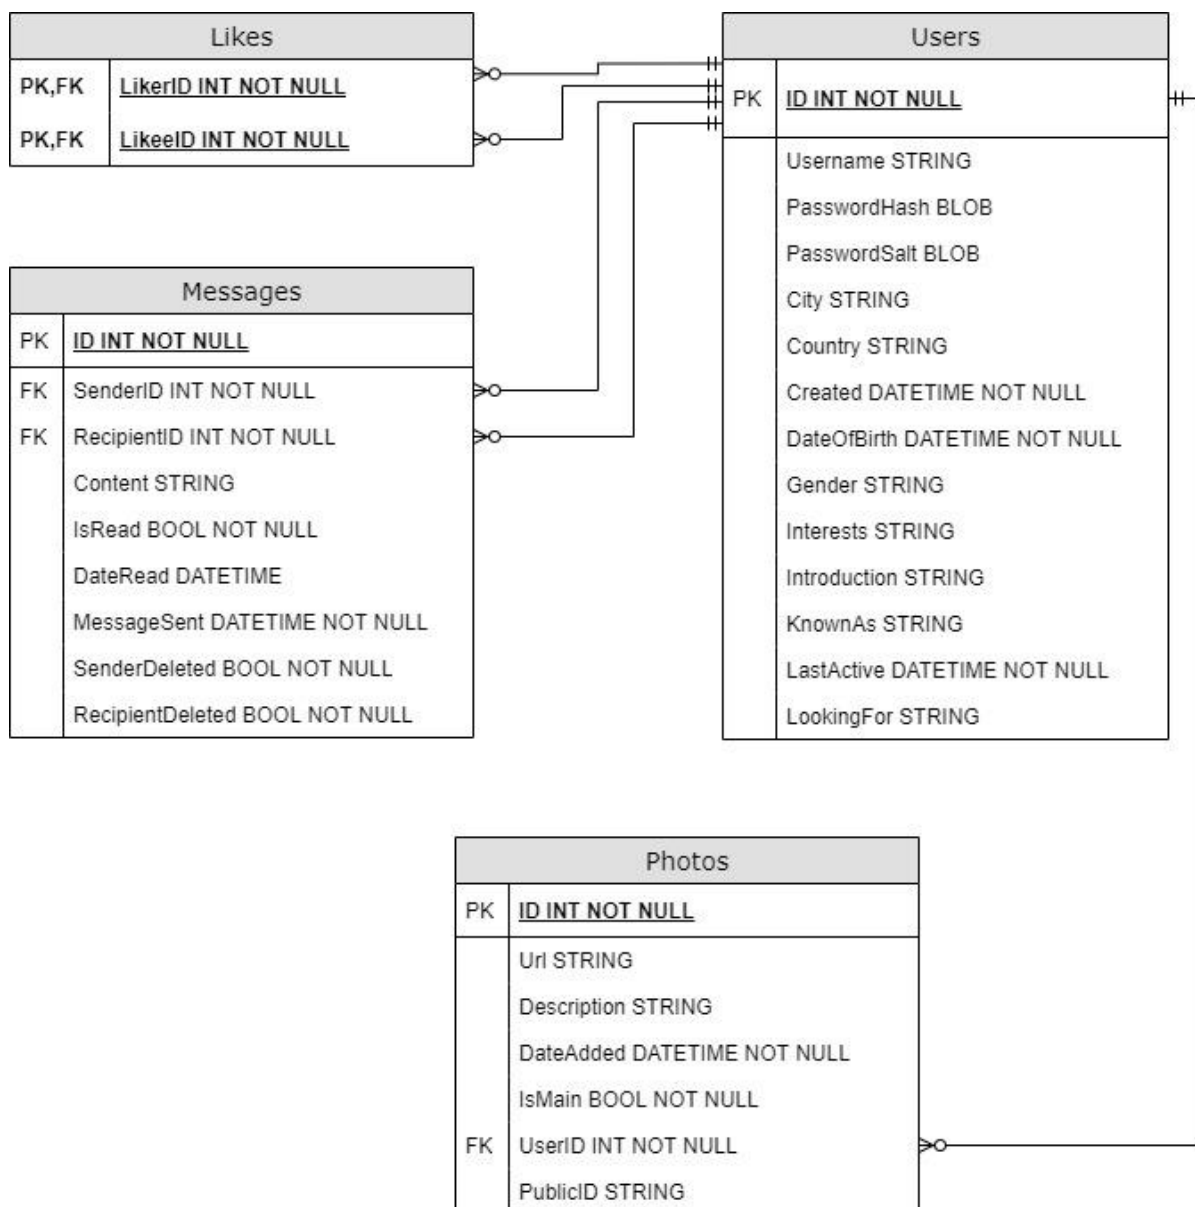 Likes
PK,FK LikerID INT NOT NULL
PK,FK LikeeID INT NOT NULL
Users
PK ID INT NOT NULL
Username STRING
PasswordHash BLOB
PasswordSalt BLOB
City STRING
Country STRING
Created DATETIME NOT NULL
DateOfBirth DATETIME NOT NULL
Gender STRING
Interests STRING
Introduction STRING
KnownAs STRING
LastActive DATETIME NOT NULL
LookingFor STRING
Messages
PK ID INT NOT NULL
FK SenderID INT NOT NULL
FK RecipientID INT NOT NULL
Content STRING
IsRead BOOL NOT NULL
DateRead DATETIME
MessageSent DATETIME NOT NULL
SenderDeleted BOOL NOT NULL
RecipientDeleted BOOL NOT NULL
Photos
PK ID INT NOT NULL
Url STRING
Description STRING
DateAdded DATETIME NOT NULL
IsMain BOOL NOT NULL
FK UserID INT NOT NULL
PublicID STRING